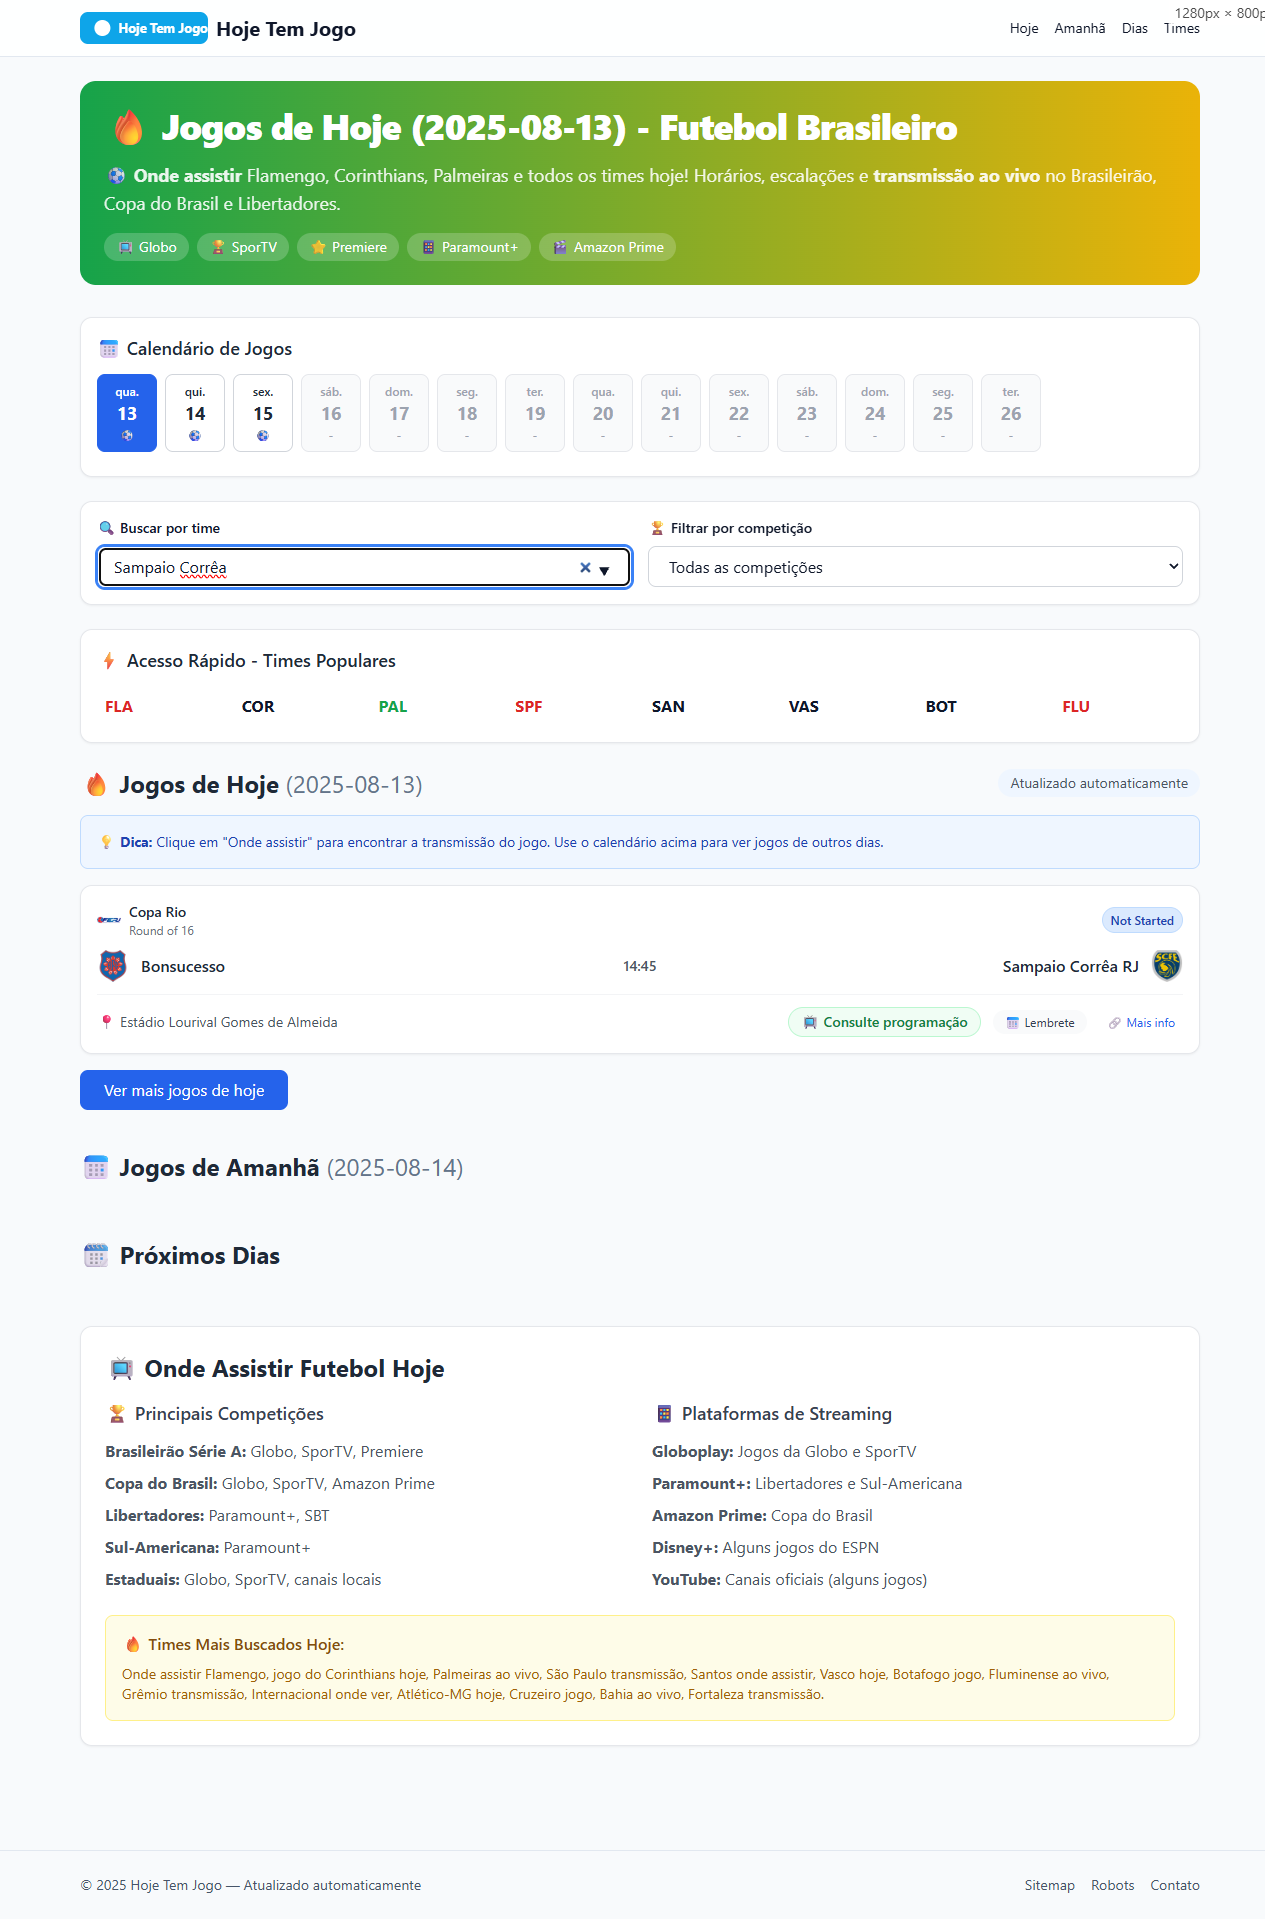 1280px × 800p
Hoje Tem Jogo Hoje Tem Jogo Hoje Amanhã Dias Times
Jogos de Hoje (2025-08-13) - Futebol Brasileiro
Onde assistir Flamengo, Corinthians, Palmeiras e todos os times hoje! Horários, escalações e transmissão ao vivo no Brasileirão,
Copa do Brasil e Libertadores.
Globo SporTV Premiere Paramount+ Amazon Prime
Calendário de Jogos
qua. qui. sex. sáb. dom. seg. ter. qua. qui. sex. sáb. dom. seg. ter.
13 14 15 16 17 18 19 20 21 22 23 24 25 26
- - - - - - - - - - -
Buscar por time Filtrar por competição
Sampaio Corrêa Todas as competições
Acesso Rápido - Times Populares
FLA COR PAL SPF SAN VAS BOT FLU
Jogos de Hoje (2025-08-13) Atualizado automaticamente
Dica: Clique em "Onde assistir" para encontrar a transmissão do jogo. Use o calendário acima para ver jogos de outros dias.
Copa Rio
Round of 16
Not Started
Bonsucesso 14:45 Sampaio Corrêa RJ
Estádio Lourival Gomes de Almeida Consulte programação Lembrete Mais info
Ver mais jogos de hoje
Jogos de Amanhã (2025-08-14)
Próximos Dias
Onde Assistir Futebol Hoje
Principais Competições
Brasileirão Série A: Globo, SporTV, Premiere
Copa do Brasil: Globo, SporTV, Amazon Prime
Libertadores: Paramount+, SBT
Sul-Americana: Paramount+
Estaduais: Globo, SporTV, canais locais
Plataformas de Streaming
Globoplay: Jogos da Globo e SporTV
Paramount+: Libertadores e Sul-Americana
Amazon Prime: Copa do Brasil
Disney+: Alguns jogos do ESPN
YouTube: Canais oficiais (alguns jogos)
Times Mais Buscados Hoje:
Onde assistir Flamengo, jogo do Corinthians hoje, Palmeiras ao vivo, São Paulo transmissão, Santos onde assistir, Vasco hoje, Botafogo jogo, Fluminense ao vivo,
Grêmio transmissão, Internacional onde ver, Atlético-MG hoje, Cruzeiro jogo, Bahia ao vivo, Fortaleza transmissão.
© 2025 Hoje Tem Jogo — Atualizado automaticamente Sitemap Robots Contato